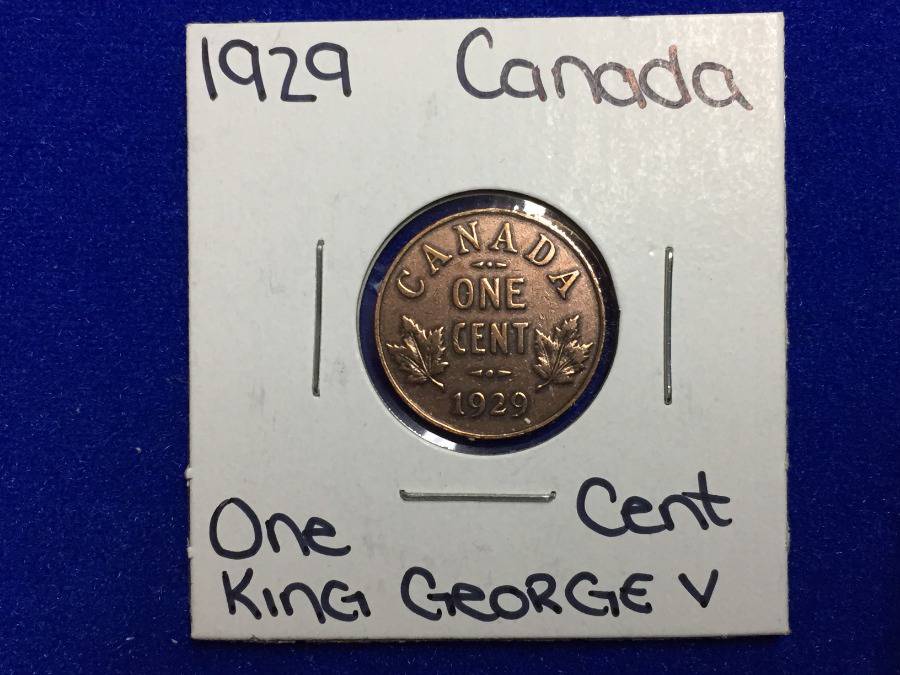 1929 Canada
CANADA
ONE
CENT
1929
One Cent
King George V